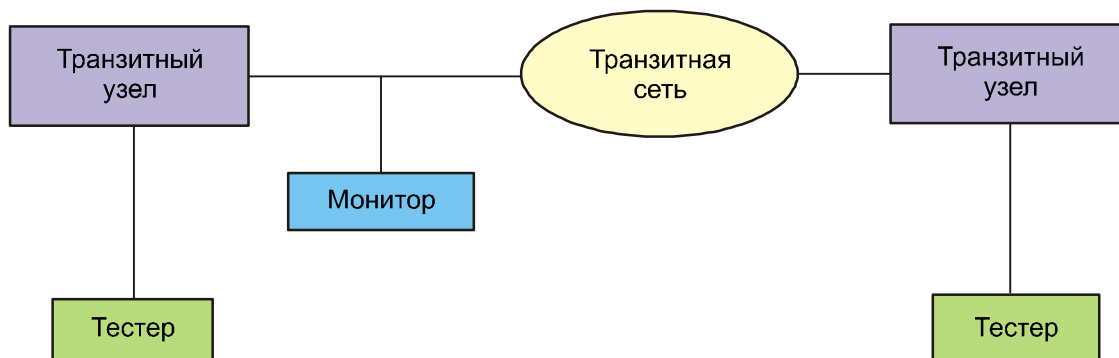 Транзитный
узел
Транзитная
сеть
Транзитный
узел
Монитор
Тестер
Тестер